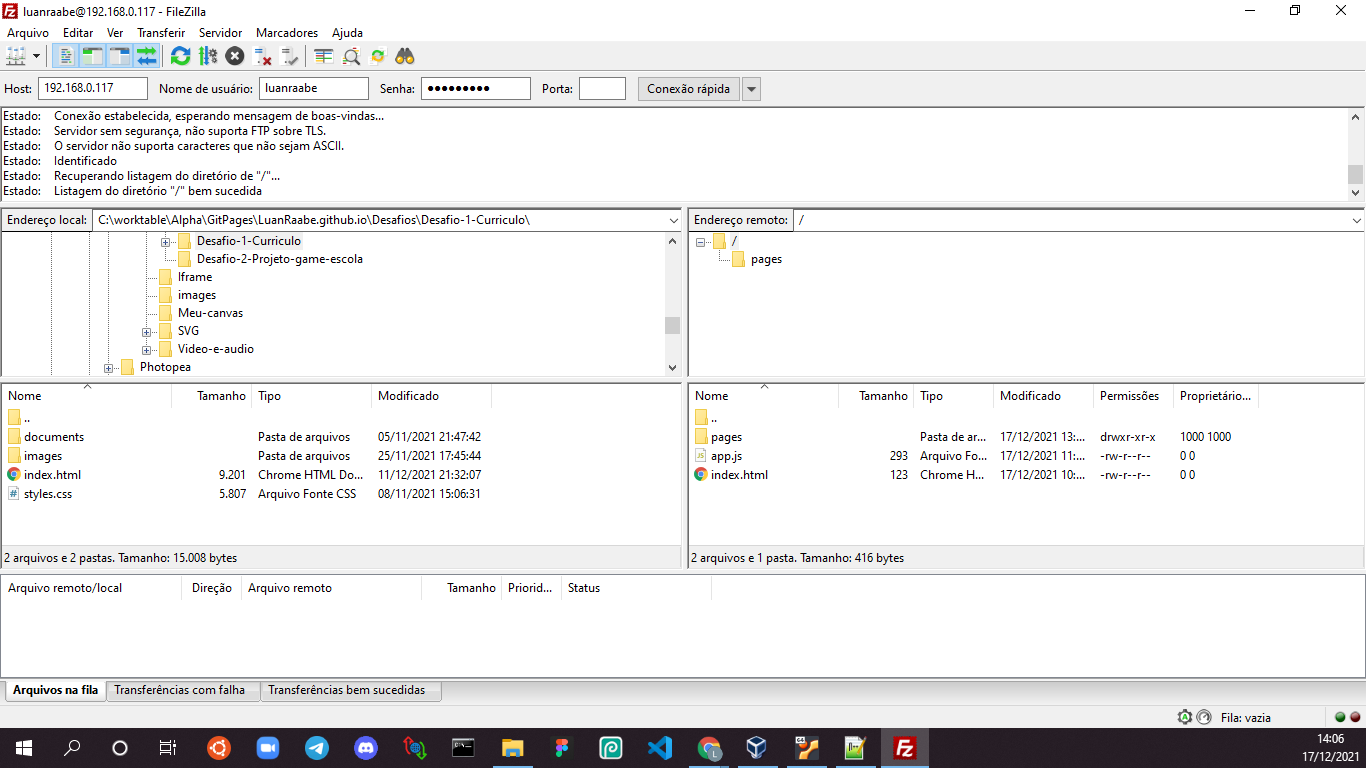 luanraabe@192.168.0.117 - FileZilla
Arquivo Editar Ver Transferir Servidor Marcadores Ajuda
Host: 192.168.0.117 Nome de usuário: luanraabe Senha: ●●●●●●●●● Porta: Conexão rápida
Estado: Conexão estabelecida, esperando mensagem de boas-vindas...
Estado: Servidor sem segurança, não suporta FTP sobre TLS.
Estado: O servidor não suporta caracteres que não sejam ASCII.
Estado: Identificado
Estado: Recuperando listagem do diretório de "/"...
Estado: Listagem do diretório "/" bem sucedida
Endereço local: C:\worktable\Alpha\GitPages\LuanRaabe.github.io\Desafios\Desafio-1-Curriculo\
Desafio-1-Curriculo
Desafio-2-Projeto-game-escola
Iframe
images
Meu-canvas
SVG
Video-e-audio
Photopea
Endereço remoto: /
/
pages
Nome Tamanho Tipo Modificado
..
documents Pasta de arquivos 05/11/2021 21:47:42
images Pasta de arquivos 25/11/2021 17:45:44
index.html 9.201 Chrome HTML Do... 11/12/2021 21:32:07
styles.css 5.807 Arquivo Fonte CSS 08/11/2021 15:06:31
2 arquivos e 2 pastas. Tamanho: 15.008 bytes
Nome Tamanho Tipo Modificado Permissões Proprietário...
..
pages Pasta de ar... 17/12/2021 13:... drwxr-xr-x 1000 1000
app.js 293 Arquivo Fo... 17/12/2021 11:... -rw-r--r-- 0 0
index.html 123 Chrome H... 17/12/2021 10:... -rw-r--r-- 0 0
2 arquivos e 1 pasta. Tamanho: 416 bytes
Arquivo remoto/local Direção Arquivo remoto Tamanho Priorid... Status
Arquivos na fila Transferências com falha Transferências bem sucedidas
Fila: vazia
14:06
17/12/2021